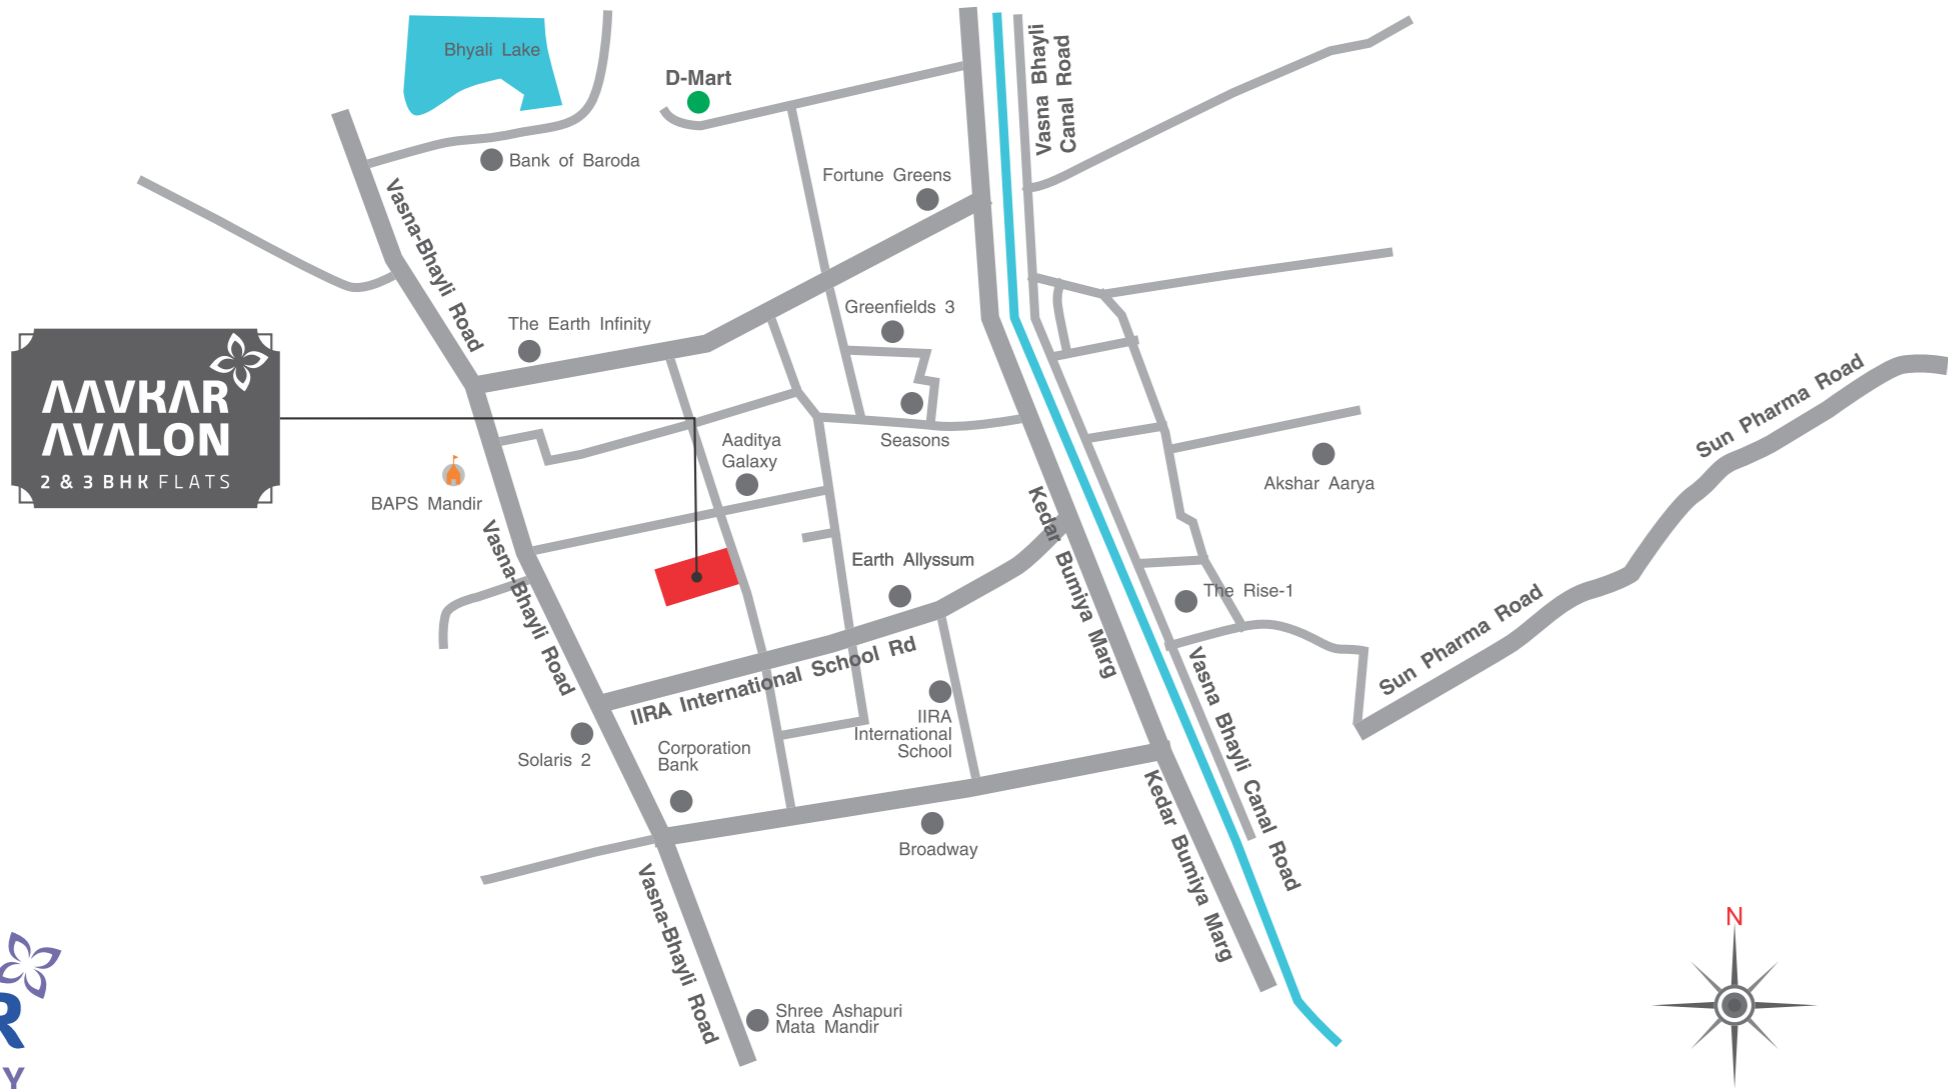 Bhyali Lake
D-Mart
Vasna Bhayli
Canal Road
Bank of Baroda
Fortune Greens
Vasna-Bhayli Road
The Earth Infinity
Greenfields 3
AAVKAR
AVALON
2 & 3 BHK FLATS
Aaditya
Galaxy
Seasons
BAPS Mandir
Akshar Aarya
Sun Pharma Road
Vasna-Bhayli Road
Kedar Bumiya Marg
Earth Allyssum
The Rise-1
Sun Pharma Road
IIRA International School Rd
Vasna Bhayli Canal Road
IIRA
International
School
Solaris 2
Corporation
Bank
Kedar Bumiya Marg
Broadway
Vasna-Bhayli Road
N
Shree Ashapuri
Mata Mandir
R
Y